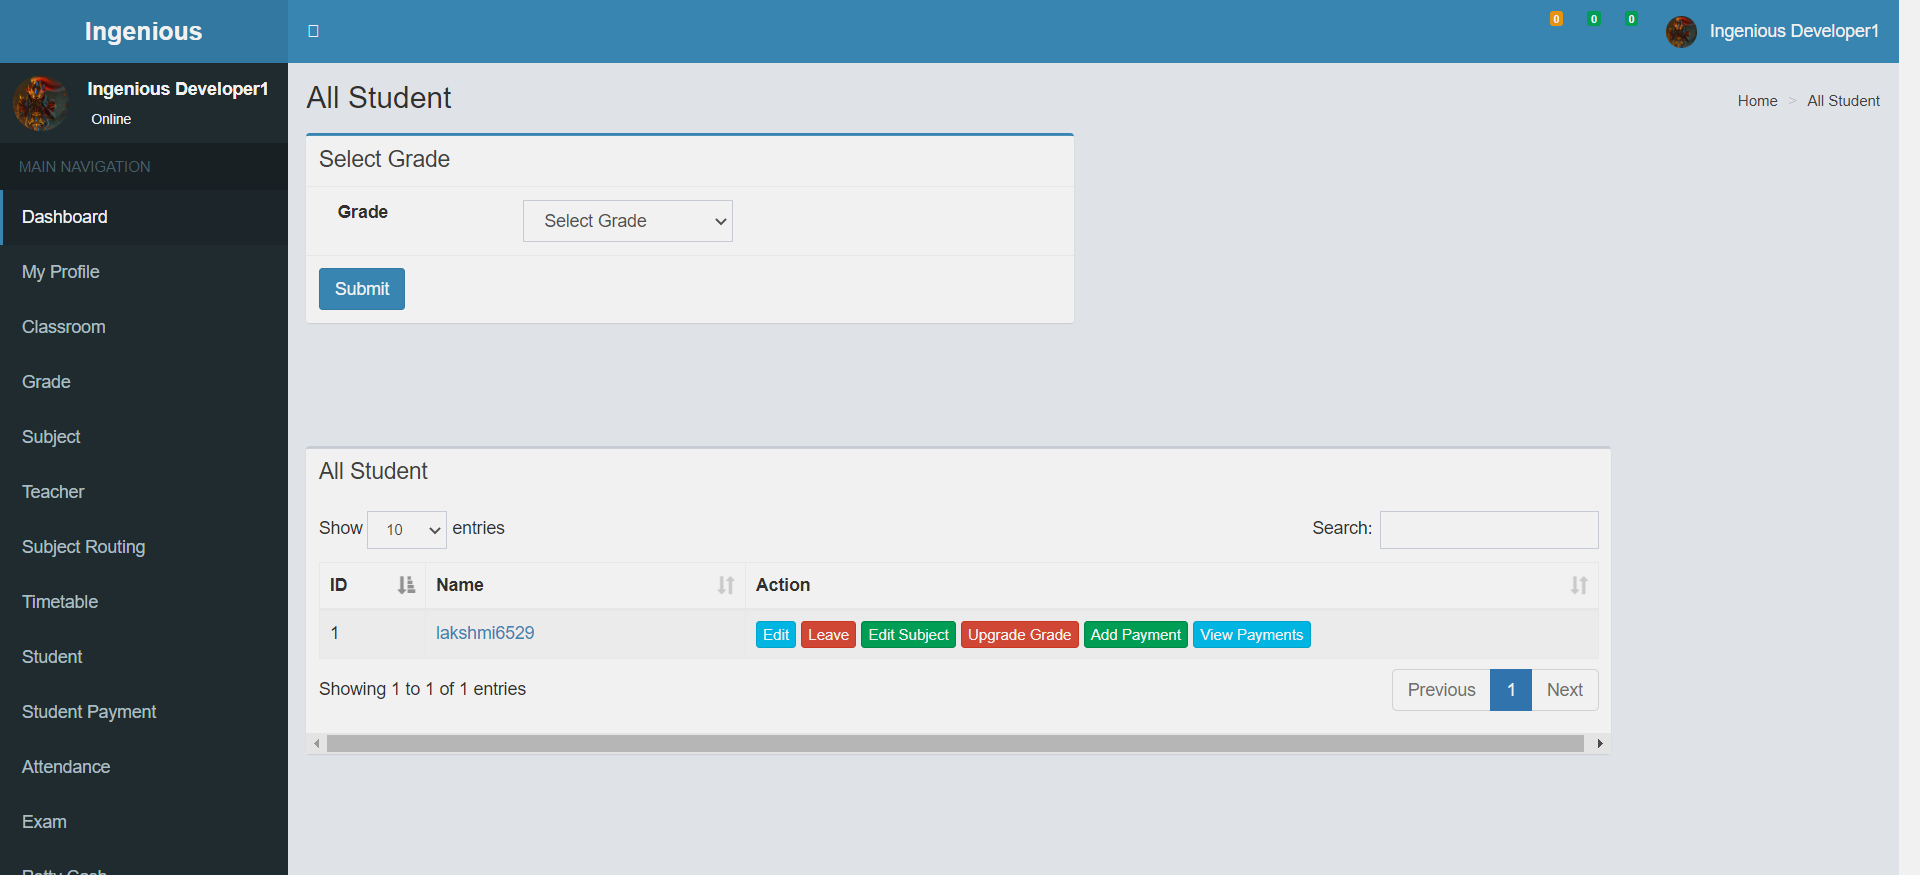 Ingenious
0 0 0 Ingenious Developer1
Ingenious Developer1
Online
MAIN NAVIGATION
Dashboard
My Profile
Classroom
Grade
Subject
Teacher
Subject Routing
Timetable
Student
Student Payment
Attendance
Exam
Petty Cash
All Student
Home > All Student
Select Grade
Grade Select Grade
Submit
All Student
Show 10 entries Search:
ID Name Action
1 lakshmi6529 Edit Leave Edit Subject Upgrade Grade Add Payment View Payments
Showing 1 to 1 of 1 entries Previous 1 Next